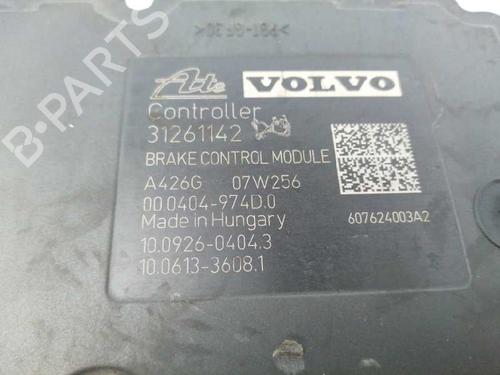 >PBT-GF30<
Ate VOLVO
Controller
31261142
BRAKE CONTROL MODULE
A426G 07W256
00.0404-974D.0
Made in Hungary
607624003A2
10.0926-0404.3
10.0613-3608.1
B-PARTS